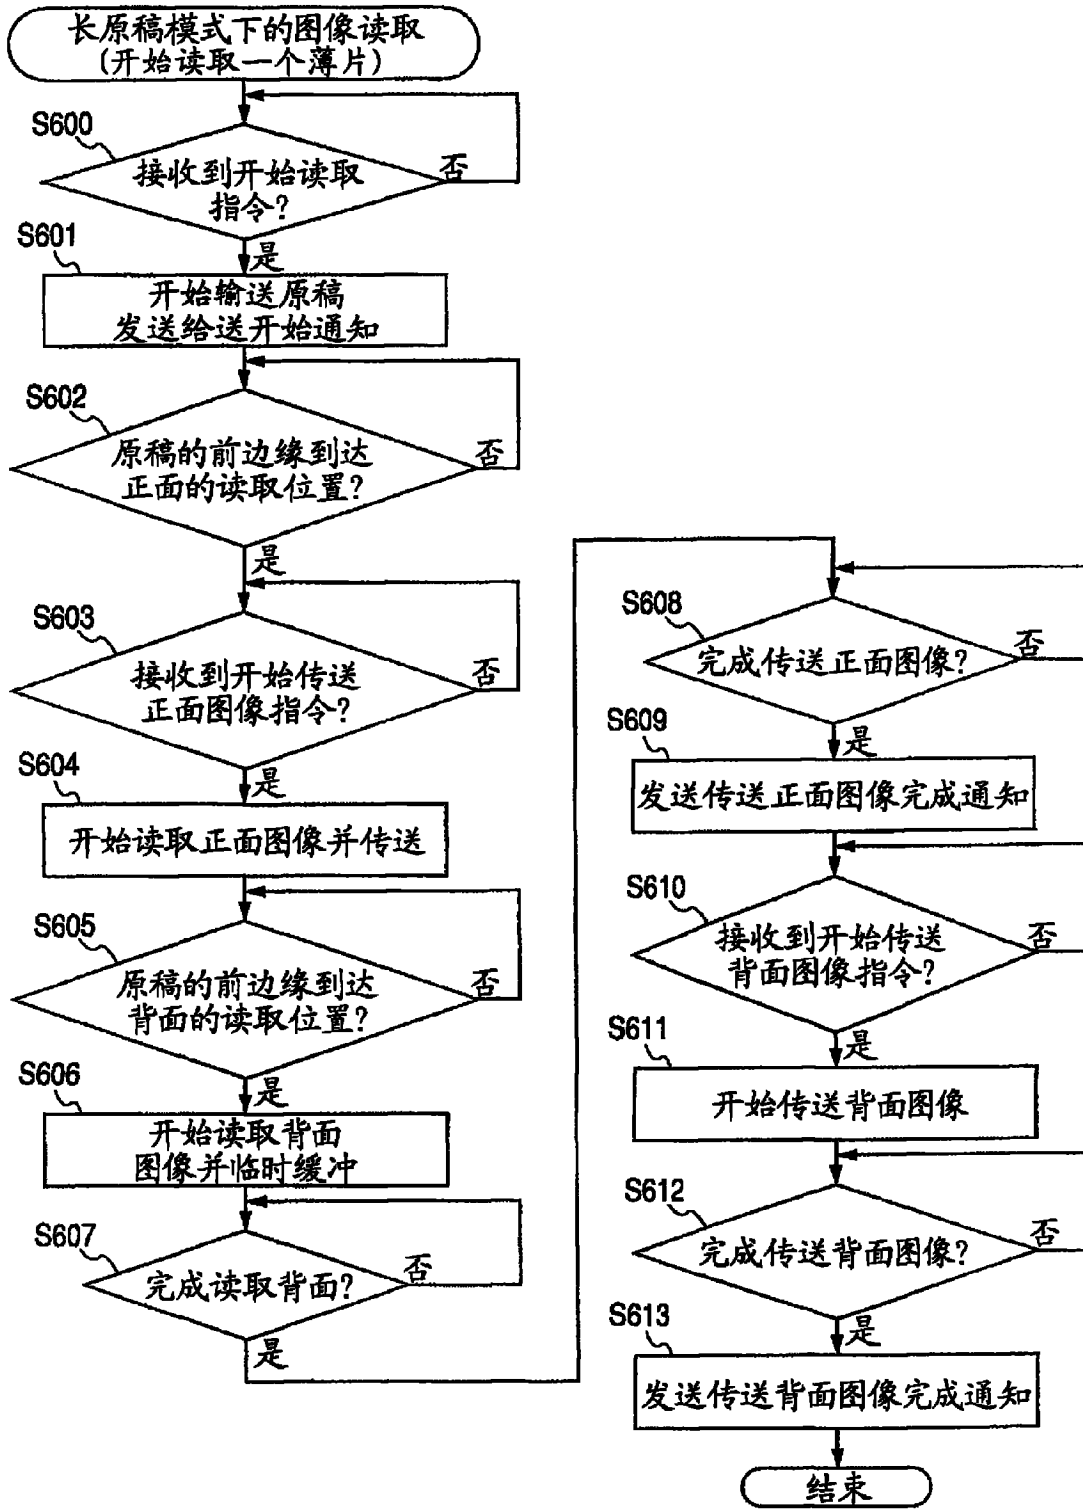 长原稿模式下的图像读取
(开始读取一个薄片)
S600
接收到开始读取
指令?
否
是
S601
开始输送原稿
发送给送开始通知
S602
原稿的前边缘到达
正面的读取位置?
否
是
S603
接收到开始传送
正面图像指令?
否
是
S604
开始读取正面图像并传送
S605
原稿的前边缘到达
背面的读取位置?
否
是
S606
开始读取背面
图像并临时缓冲
S607
完成读取背面?
否
是
S608
完成传送正面图像?
否
是
S609
发送传送正面图像完成通知
S610
接收到开始传送
背面图像指令?
否
是
S611
开始传送背面图像
S612
完成传送背面图像?
否
是
S613
发送传送背面图像完成通知
结束